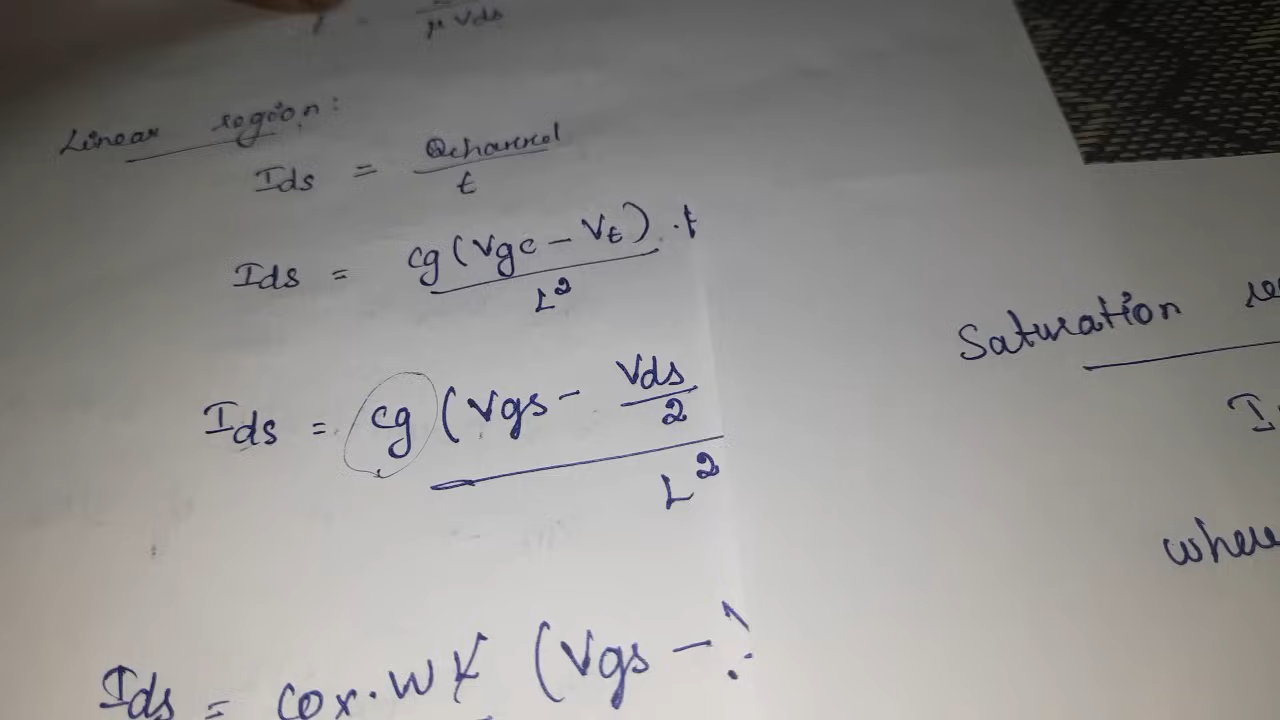 μ Vds
Linear region:
Ids = Qchannel / t
Ids = cg (Vgc - Vt) . / L²
Ids = cg (Vgs - Vds/2 / L²
Ids = Cox.W L (Vgs -
Saturation
I
where